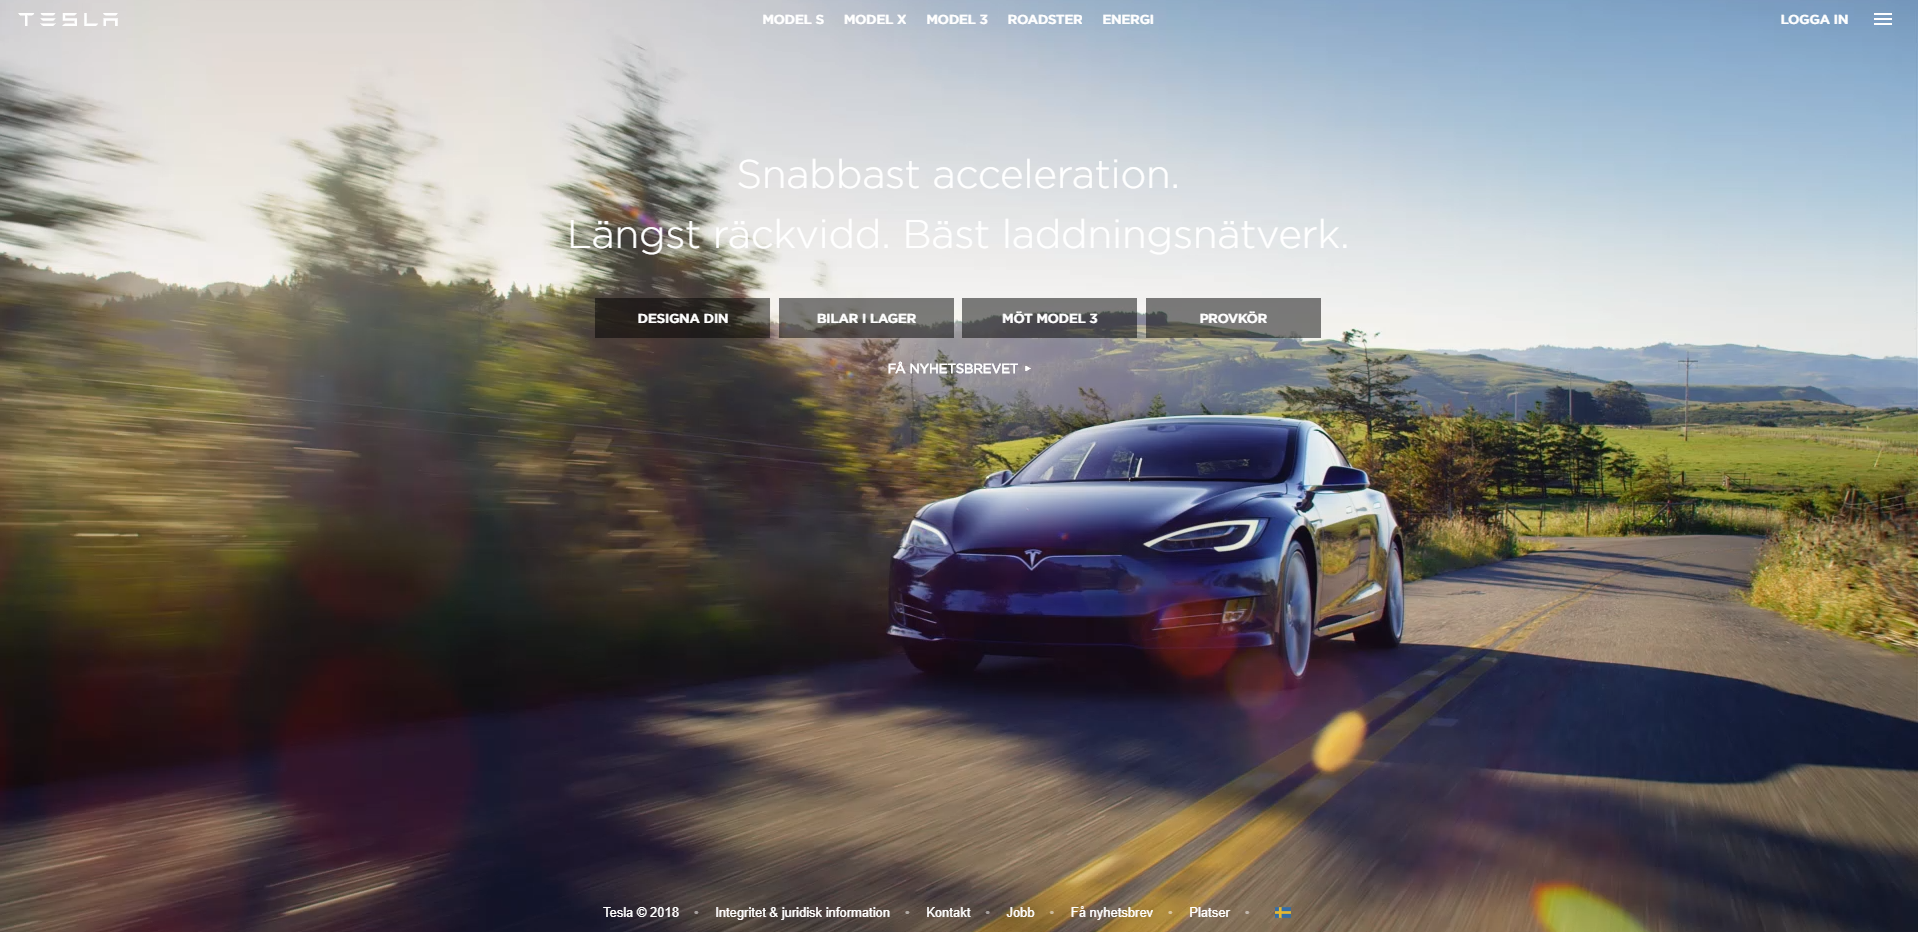 TESLA
MODEL S MODEL X MODEL 3 ROADSTER ENERGI
LOGGA IN
Snabbast acceleration.
Längst räckvidd. Bäst laddningsnätverk.
DESIGNA DIN
BILAR I LAGER
MÖT MODEL 3
PROVKÖR
FÅ NYHETSBREVET ▸
Tesla © 2018 • Integritet & juridisk information • Kontakt • Jobb • Få nyhetsbrev • Platser •